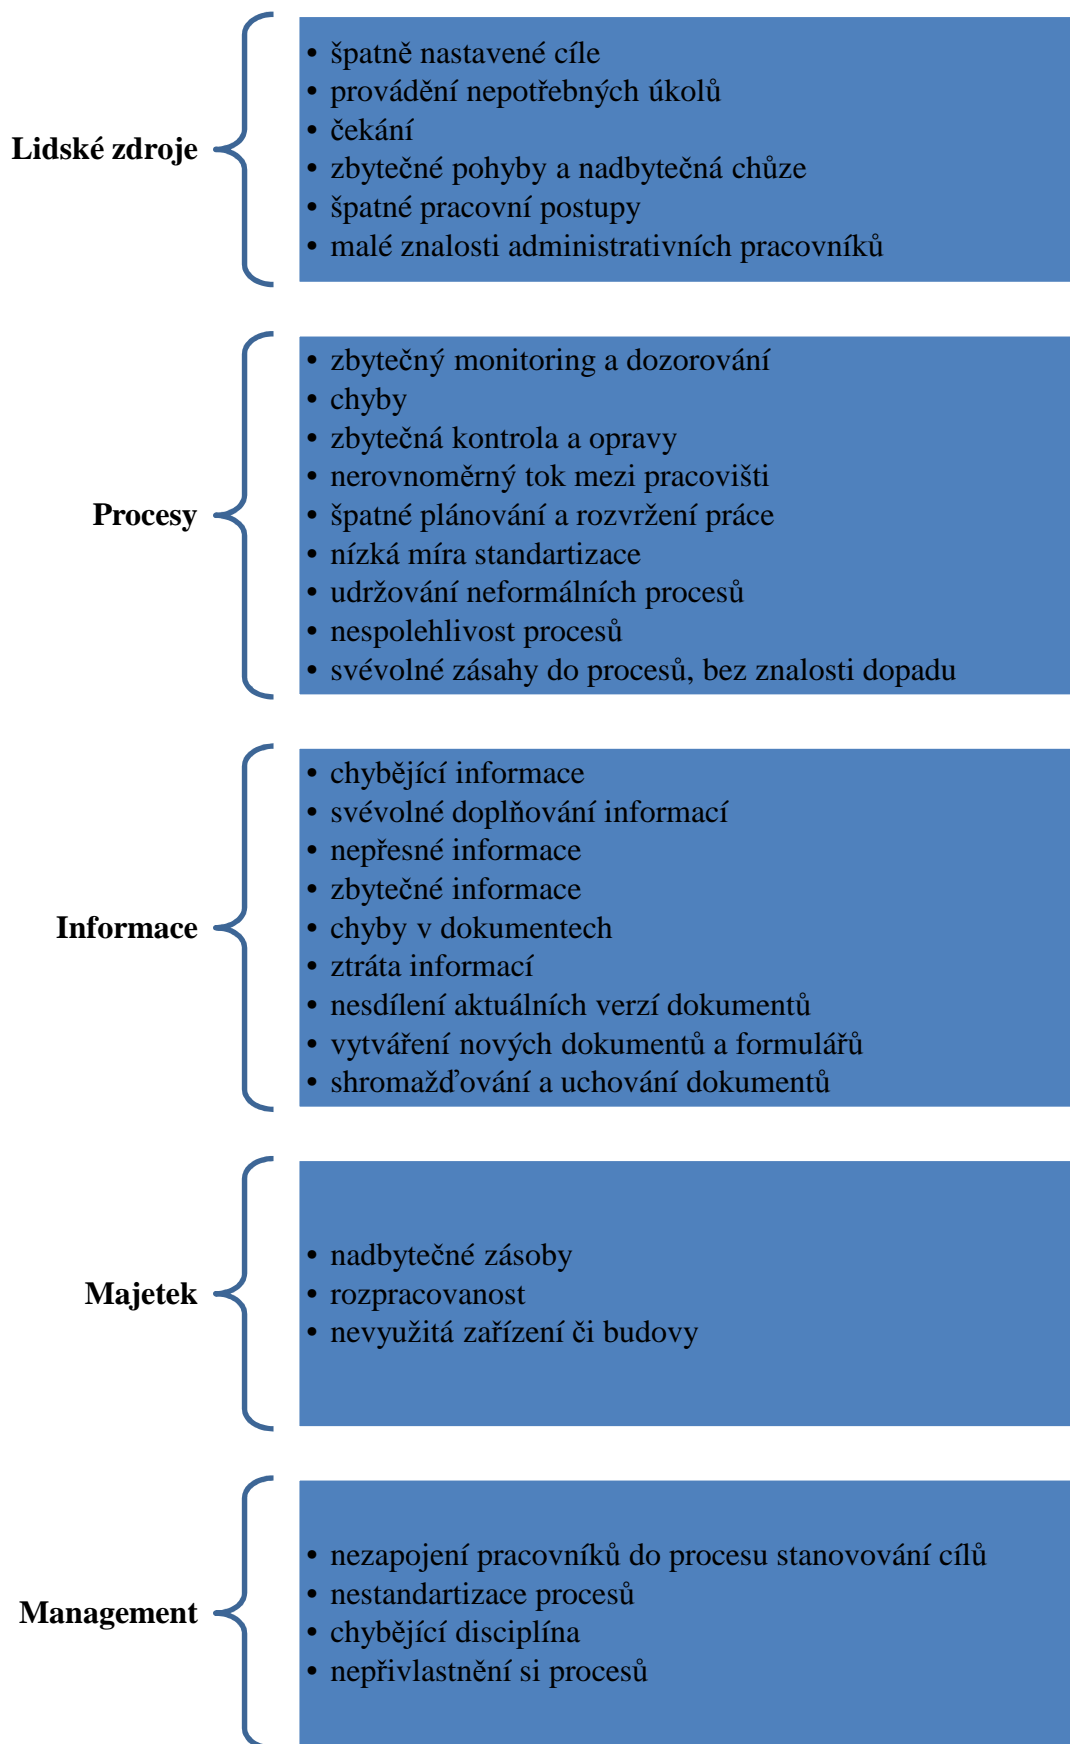 Lidské zdroje
• špatně nastavené cíle
• provádění nepotřebných úkolů
• čekání
• zbytečné pohyby a nadbytečná chůze
• špatné pracovní postupy
• malé znalosti administrativních pracovníků
Procesy
• zbytečný monitoring a dozorování
• chyby
• zbytečná kontrola a opravy
• nerovnoměrný tok mezi pracovišti
• špatné plánování a rozvržení práce
• nízká míra standartizace
• udržování neformálních procesů
• nespolehlivost procesů
• svévolné zásahy do procesů, bez znalosti dopadu
Informace
• chybějící informace
• svévolné doplňování informací
• nepřesné informace
• zbytečné informace
• chyby v dokumentech
• ztráta informací
• nesdílení aktuálních verzí dokumentů
• vytváření nových dokumentů a formulářů
• shromažďování a uchování dokumentů
Majetek
• nadbytečné zásoby
• rozpracovanost
• nevyužitá zařízení či budovy
Management
• nezapojení pracovníků do procesu stanovování cílů
• nestandartizace procesů
• chybějící disciplína
• nepřivlastnění si procesů